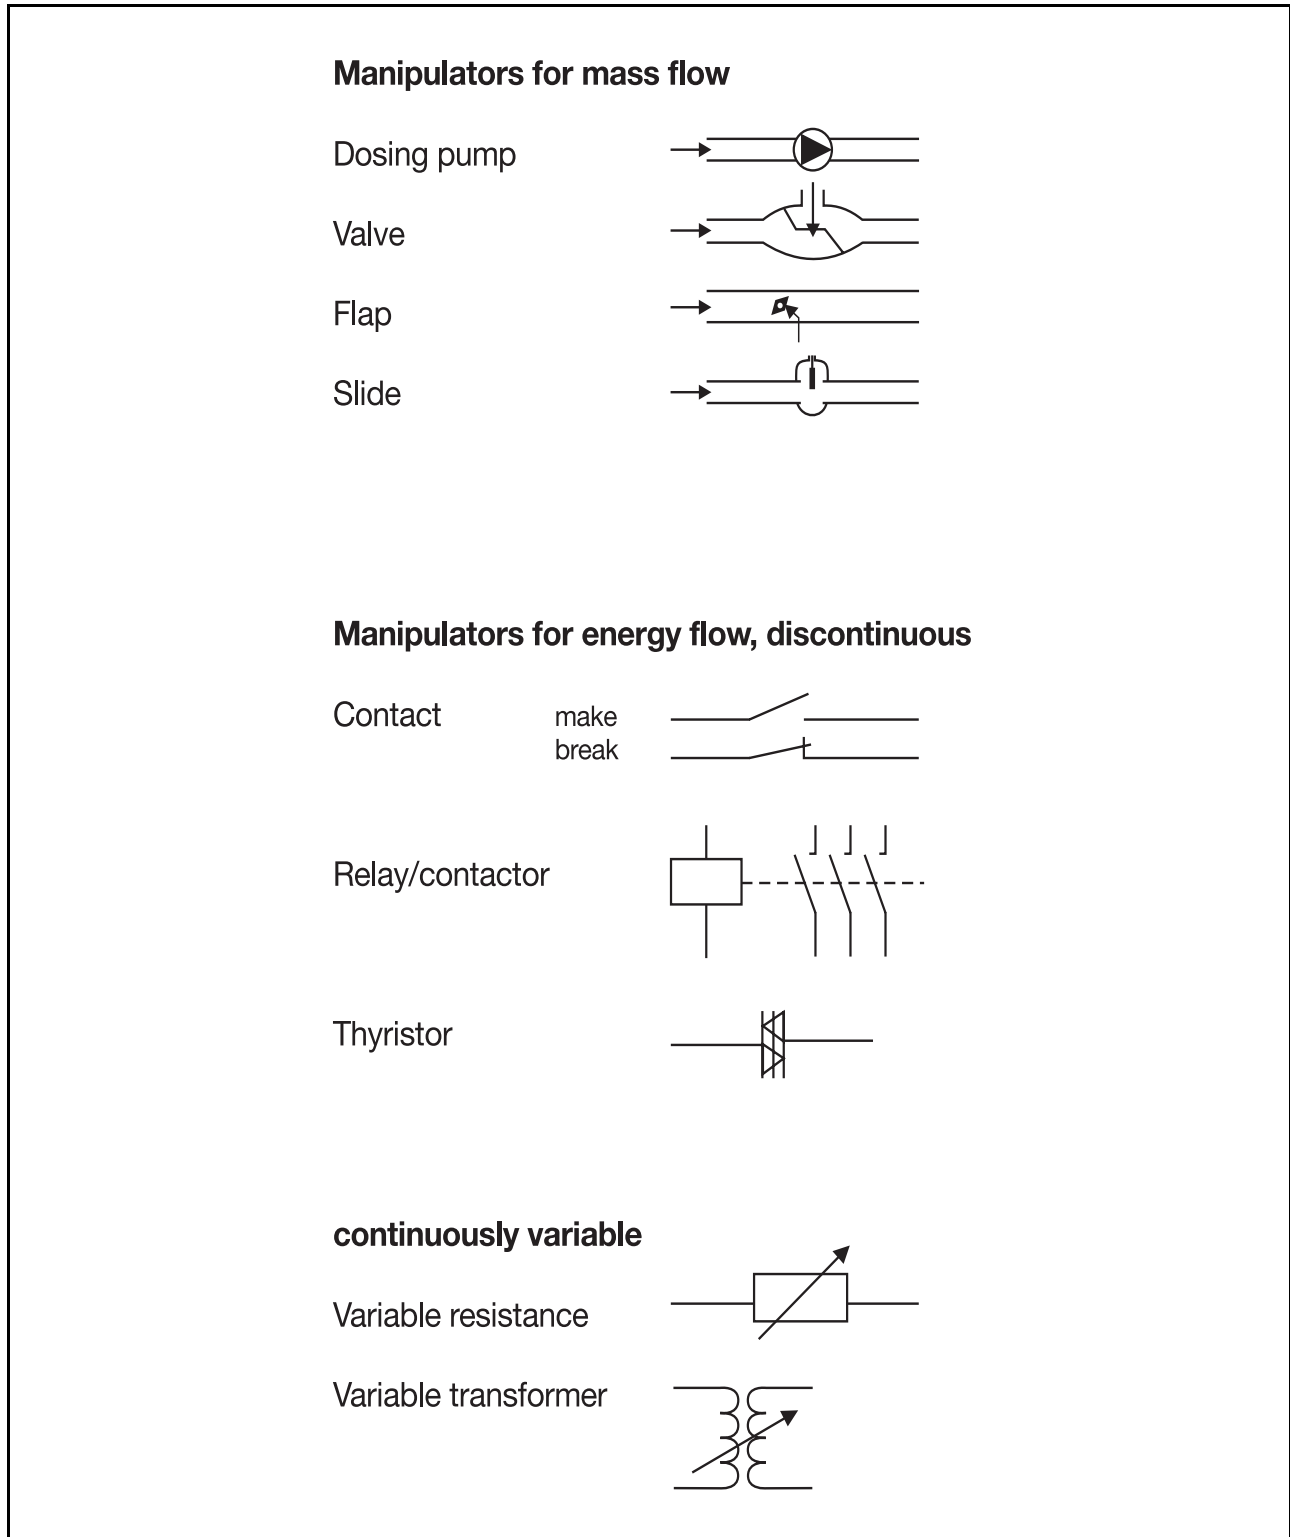 Manipulators for mass flow
Dosing pump
Valve
Flap
Slide
Manipulators for energy flow, discontinuous
Contact make
break
Relay/contactor
Thyristor
continuously variable
Variable resistance
Variable transformer